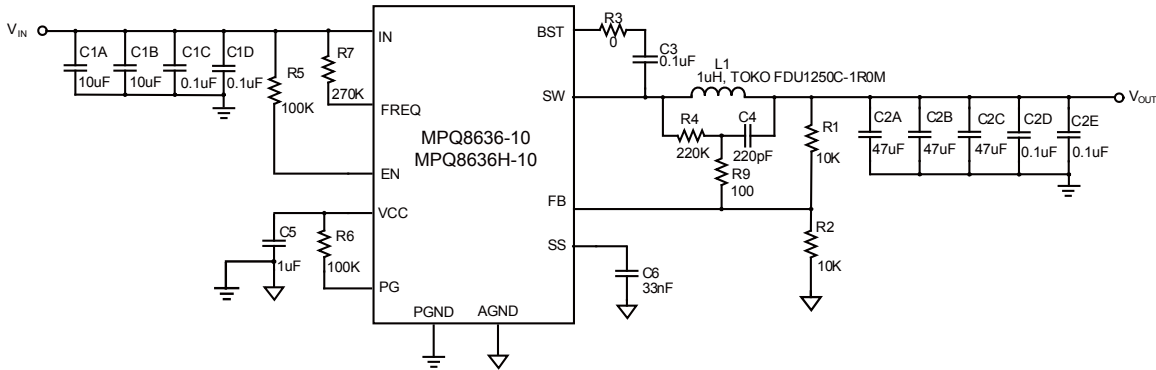 V_IN
C1A
10uF
C1B
10uF
C1C
0.1uF
C1D
0.1uF
R5
100K
R7
270K
IN
FREQ
EN
VCC
PG
C5
1uF
R6
100K
MPQ8636-10
MPQ8636H-10
PGND
AGND
BST
SW
FB
SS
R3
0
C3
0.1uF
L1
1uH, TOKO FDU1250C-1R0M
R4
220K
C4
220pF
R9
100
R1
10K
R2
10K
C6
33nF
C2A
47uF
C2B
47uF
C2C
47uF
C2D
0.1uF
C2E
0.1uF
V_OUT